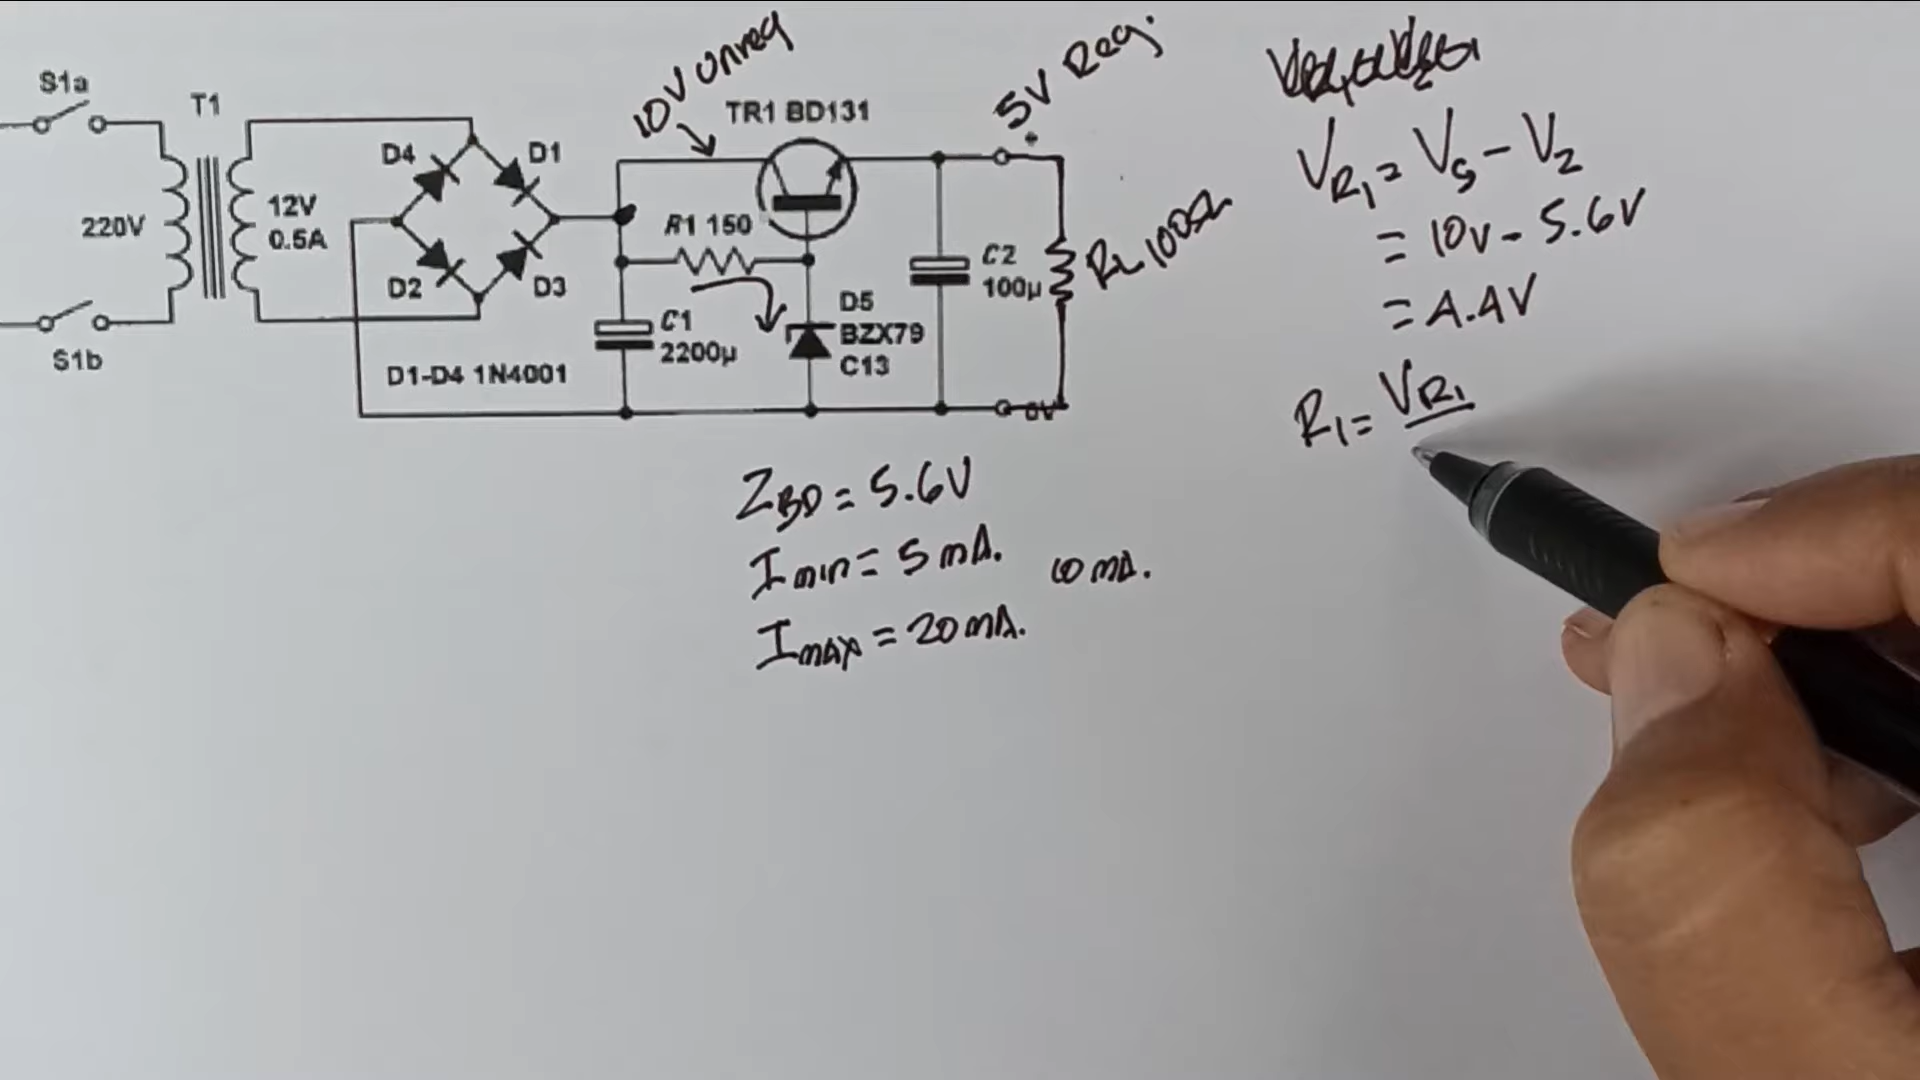 S1a
T1
220V
12V
0.5A
S1b
D4
D1
D2
D3
D1-D4 1N4001
10V unreg
TR1 BD131
R1 150
C1
2200µ
D5
BZX79
C13
C2
100µ
5V Reg.
+
RL 100Ω
0V
ZBD = 5.6V
Imin = 5mA.
10mA.
Imax = 20mA.
VR1 = VS - VZ
= 10V - 5.6V
= 4.4V
R1 = VR1